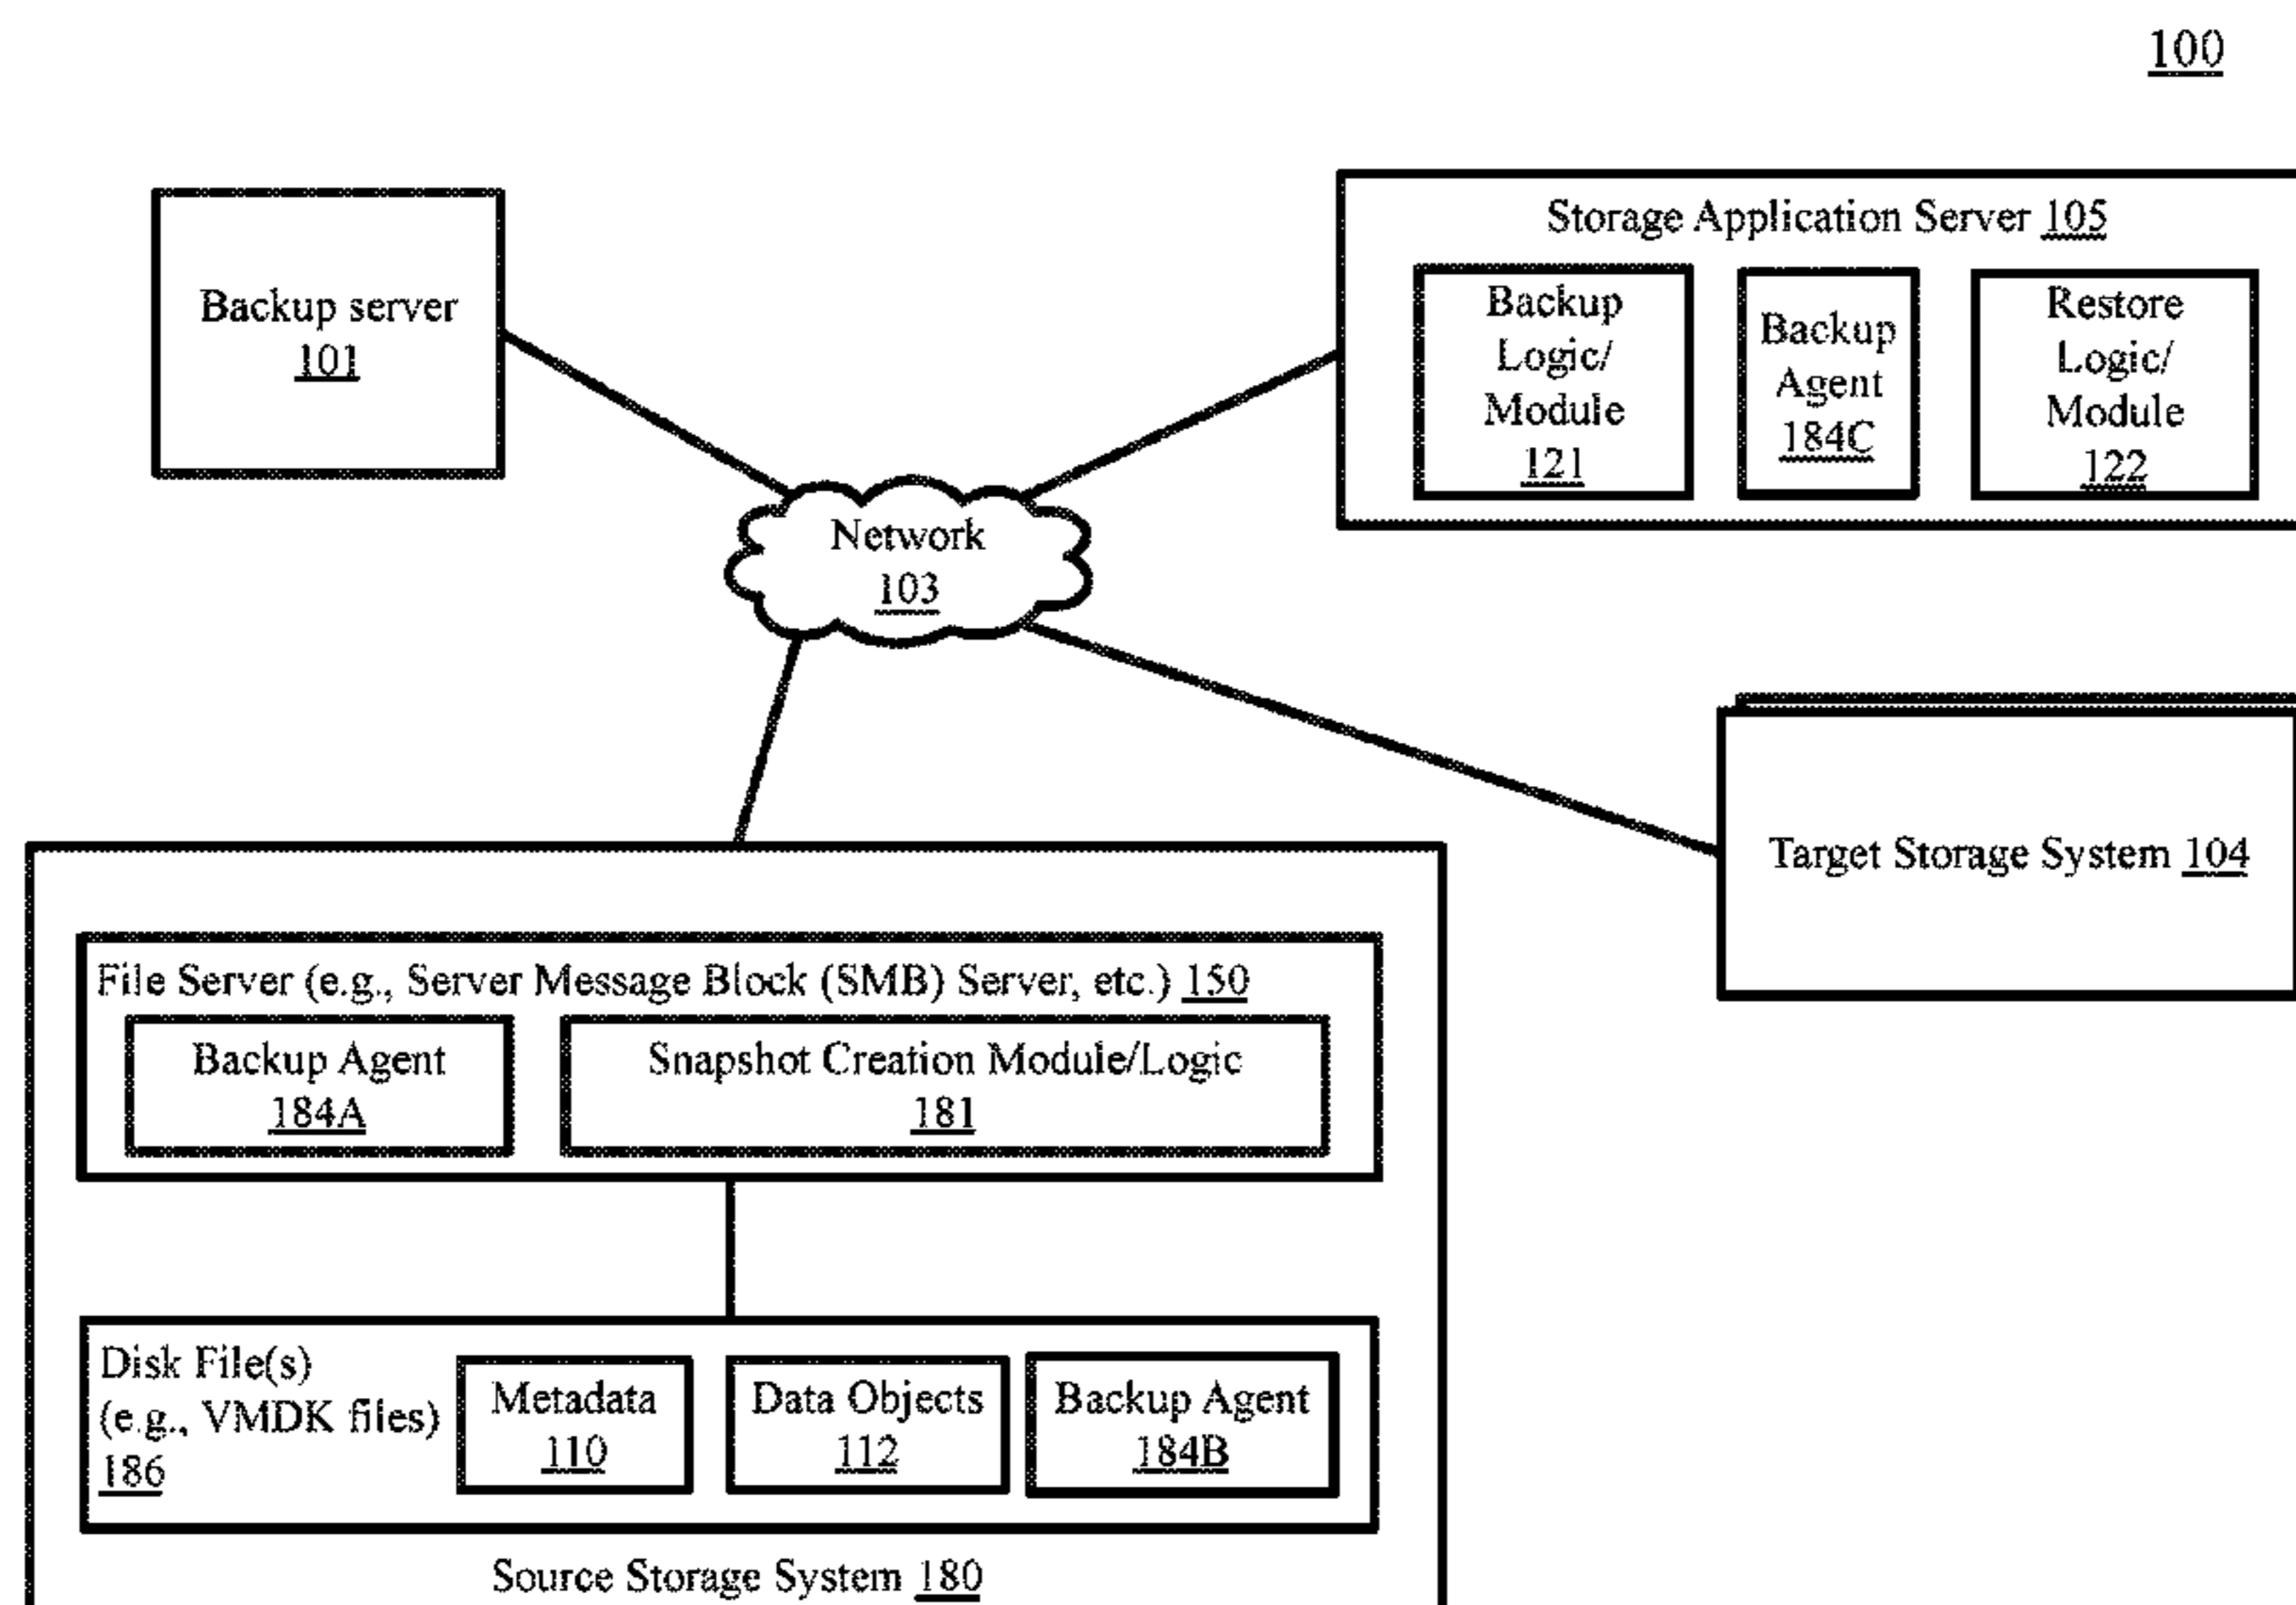 100
Backup server
101
Storage Application Server 105
Backup
Logic/
Module
121
Backup
Agent
184C
Restore
Logic/
Module
122
Network
103
Target Storage System 104
File Server (e.g., Server Message Block (SMB) Server, etc.) 150
Backup Agent
184A
Snapshot Creation Module/Logic
181
Disk File(s)
(e.g., VMDK files)
186
Metadata
110
Data Objects
112
Backup Agent
184B
Source Storage System 180